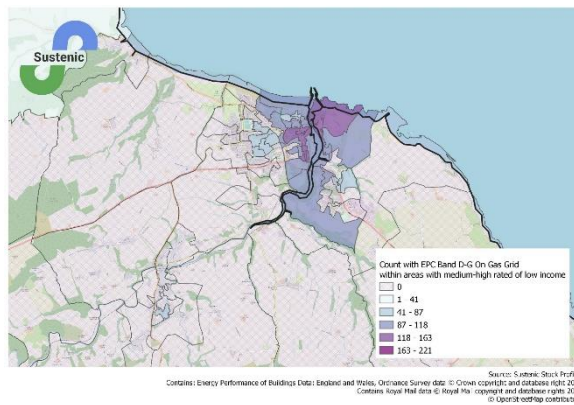 Sustenic
Count with EPC Band D-G On Gas Grid
within areas with medium-high rated of low income
0
1 - 41
41 - 87
87 - 118
118 - 163
163 - 221
Source: Sustenic Stock Profi
Contains: Energy Performance of Buildings Data: England and Wales, Ordnance Survey data © Crown copyright and database right 20
Contains Royal Mail data © Royal Mail copyright and database rights 20
© OpenStreetMap contribut